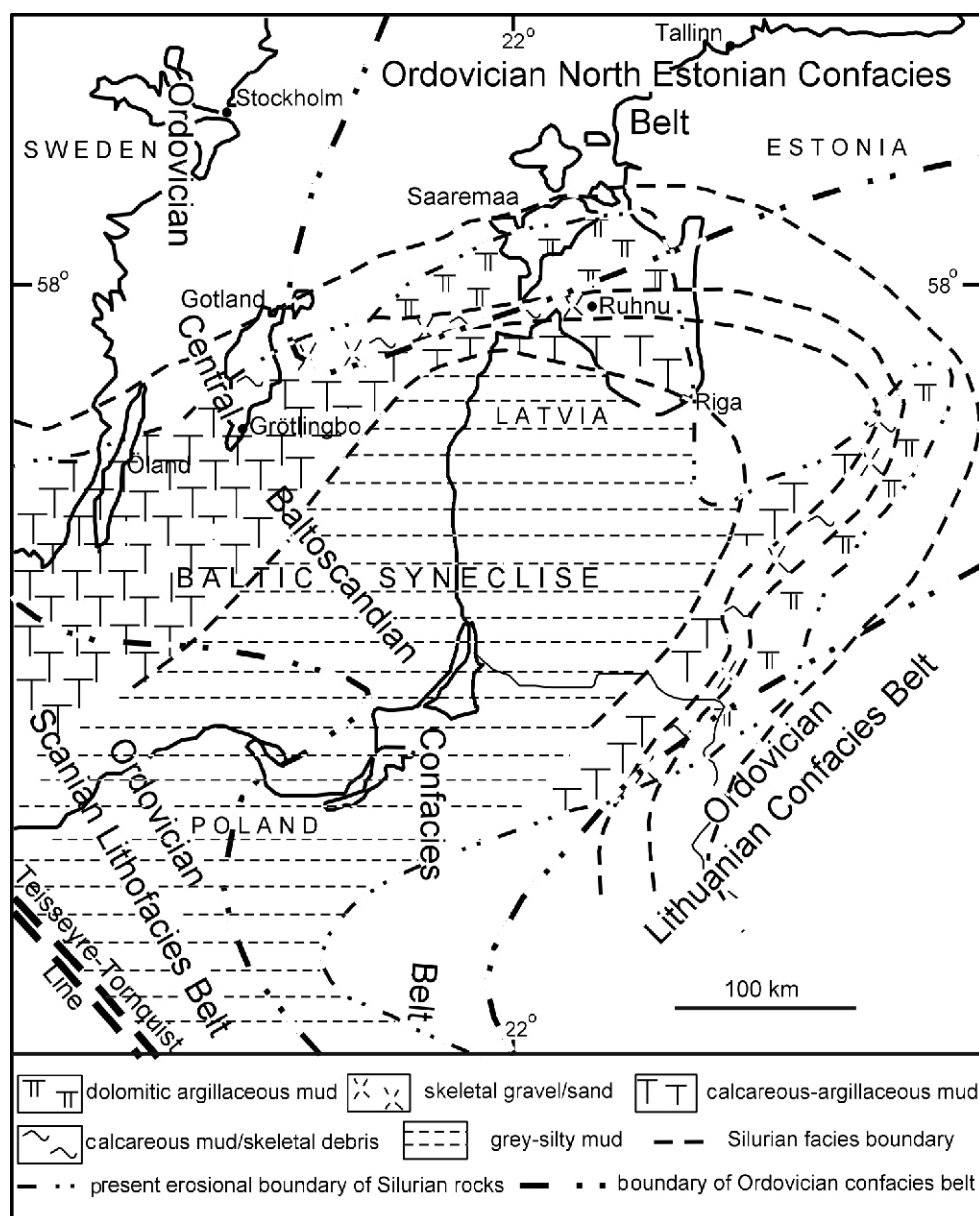 22°
Tallinn
Ordovician North Estonian Confacies
Belt
Stockholm
Ordovician
SWEDEN
ESTONIA
Saaremaa
58°
58°
Gotland
Ruhnu
Central
LATVIA
Riga
Grötlingbo
Öland
Baltoscandian
BALTIC SYNECLISE
Scanian Lithofacies Belt
Ordovician
Confacies
Ordovician
Lithuanian Confacies Belt
POLAND
Teisseyre-Tornquist
Line
Belt
100 km
22°
dolomitic argillaceous mud
skeletal gravel/sand
calcareous-argillaceous mud
calcareous mud/skeletal debris
grey-silty mud
Silurian facies boundary
present erosional boundary of Silurian rocks
boundary of Ordovician confacies belt